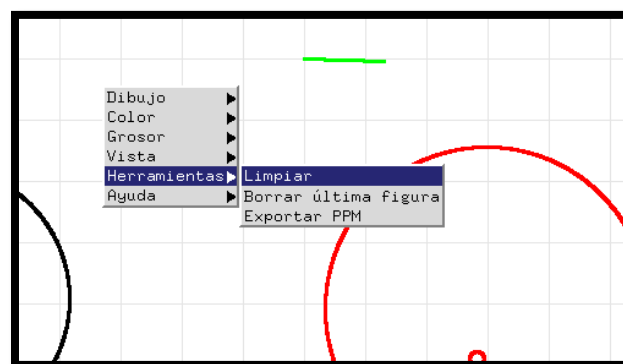 Dibujo
Color
Grosor
Vista
Herramientas
Ayuda
Limpiar
Borrar última figura
Exportar PPM